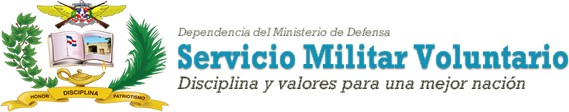 Dependencia del Ministerio de Defensa
Servicio Militar Voluntario
Disciplina y valores para una mejor nación
HONOR DISCIPLINA PATRIOTISMO